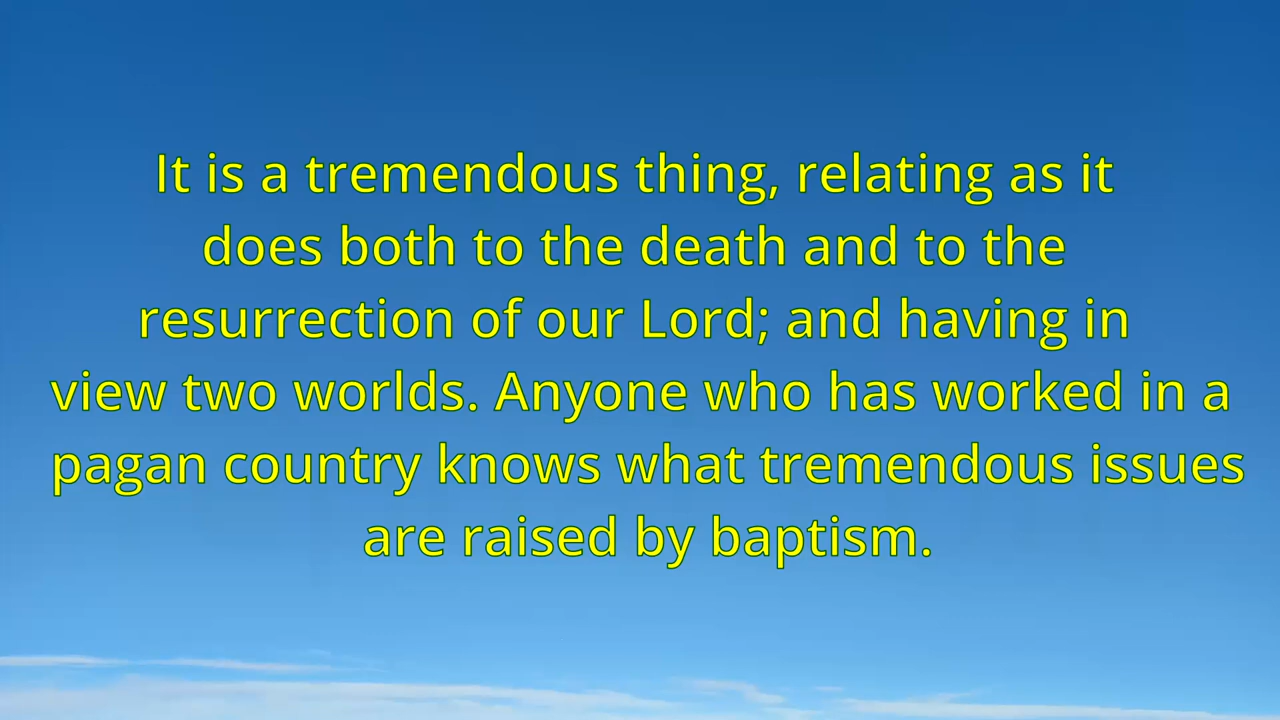 It is a tremendous thing, relating as it
does both to the death and to the
resurrection of our Lord; and having in
view two worlds. Anyone who has worked in a
pagan country knows what tremendous issues
are raised by baptism.